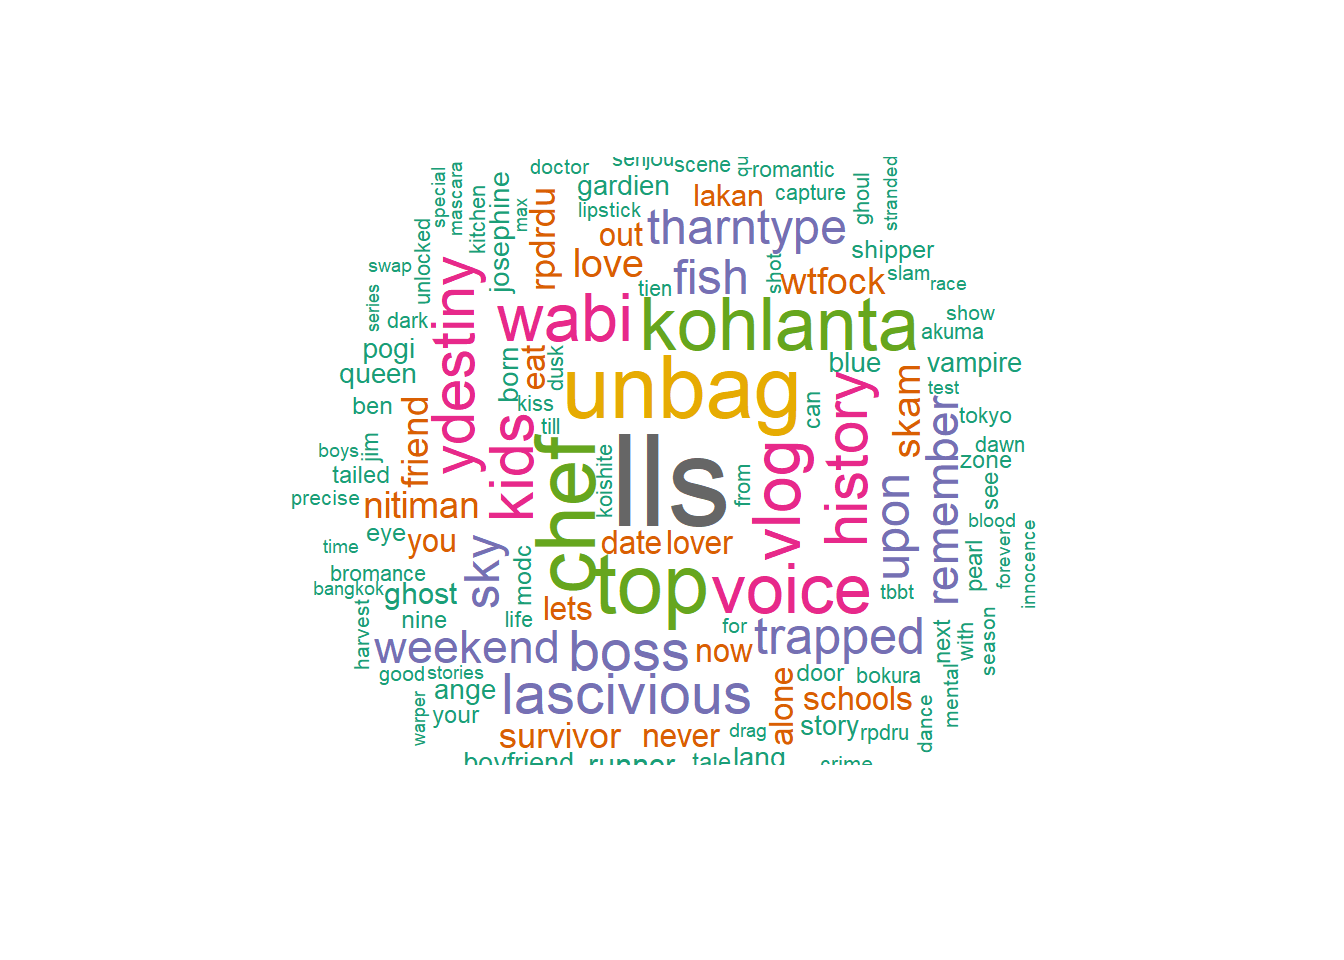 doctor
senjou
scene
qu
romantic
special
mascara
kitchen
josephine
max
rpdrdu
gardien
lipstick
lakan
capture
ghoul
stranded
out
tharntype
love
fish
shot
shipper
swap
unlocked
tien
wtfock
slam
race
series
dark
ydestiny
wabi
kohlanta
show
akuma
pogi
queen
born
eat
dusk
unbag
blue
vampire
ben
friend
kiss
till
can
history
skam
remember
test
tokyo
boys
jim
kids
chef
koishite
lls
from
vlog
dawn
zone
tailed
precise
nitiman
upon
see
blood
time
eye
you
sky
modc
date
lover
pearl
forever
innocence
bromance
bangkok
ghost
top
voice
tbbt
harvest
nine
lets
life
for
weekend
boss
now
trapped
next
with
season
good
stories
ange
lascivious
alone
door
bokura
mental
warper
your
schools
survivor
never
drag
story
rpdru
dance
boyfriend
runner
tale
lang
crime